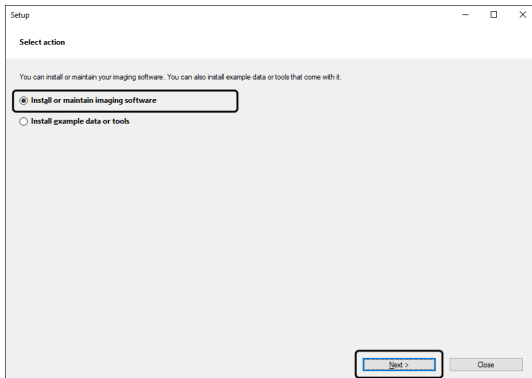 Setup
Select action
You can install or maintain your imaging software. You can also install example data or tools that come with it.
Install or maintain imaging software
Install example data or tools
Next >
Close